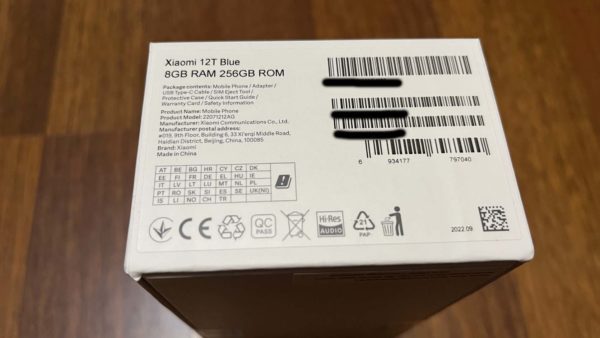 Xiaomi 12T Blue
8GB RAM 256GB ROM
Package contents: Mobile Phone / Adapter /
USB Type-C Cable / SIM Eject Tool /
Protective Case / Quick Start Guide /
Warranty Card / Safety Information
Product Name: Mobile Phone
Product Model: 22071212AG
Manufacturer: Xiaomi Communications Co., Ltd.
Manufacturer postal address:
#019, 9th Floor, Building 6, 33 Xi'erqi Middle Road,
Haidian District, Beijing, China, 100085
Brand: Xiaomi
Made in China
6 934177 797040
AT BE BG HR CY CZ DK
EE FI FR DE EL HU IE
IT LV LT LU MT NL PL
PT RO SK SI ES SE UK(NI)
IS LI NO CH TR
CE
QC
PASS
Hi-Res
AUDIO
21
PAP
2022.09